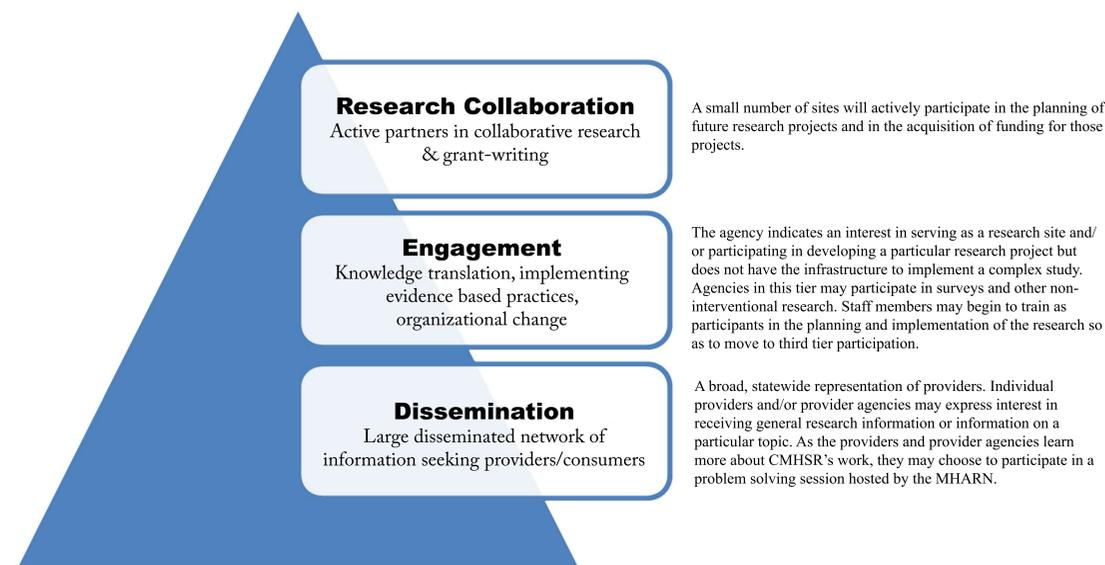 Research Collaboration
Active partners in collaborative research
& grant-writing
A small number of sites will actively participate in the planning of
future research projects and in the acquisition of funding for those
projects.
Engagement
Knowledge translation, implementing
evidence based practices,
organizational change
The agency indicates an interest in serving as a research site and/
or participating in developing a particular research project but
does not have the infrastructure to implement a complex study.
Agencies in this tier may participate in surveys and other non-
interventional research. Staff members may begin to train as
participants in the planning and implementation of the research so
as to move to third tier participation.
Dissemination
Large disseminated network of
information seeking providers/consumers
A broad, statewide representation of providers. Individual
providers and/or provider agencies may express interest in
receiving general research information or information on a
particular topic. As the providers and provider agencies learn
more about CMHSR’s work, they may choose to participate in a
problem solving session hosted by the MHARN.